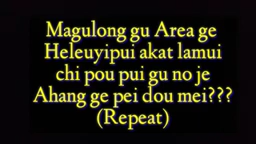 Magulong gu Area ge
Heleuyipui akat lamui
chi pou pui gu no je
Ahang ge pei dou mei???
(Repeat)